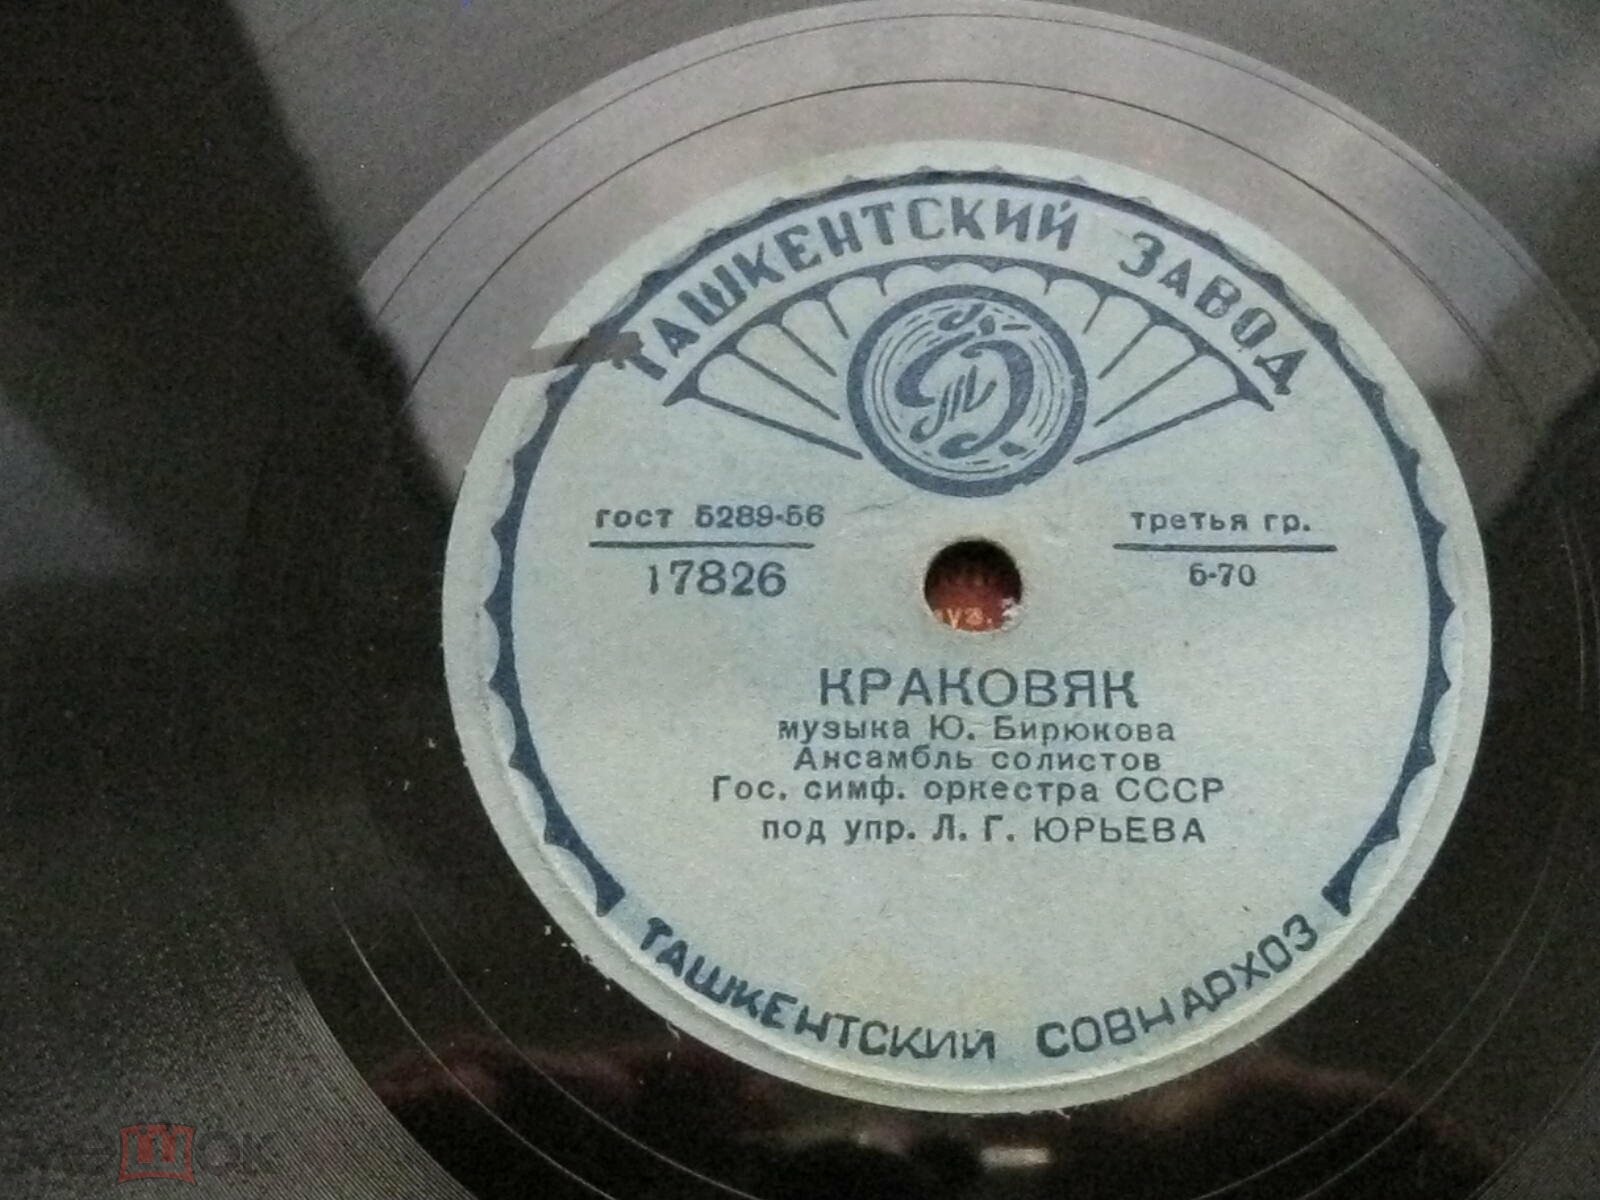 ТАШКЕНТСКИЙ ЗАВОД
ГОСТ 5289-56
17826
третья гр.
6-70
КРАКОВЯК
музыка Ю. Бирюкова
Ансамбль солистов
Гос. симф. оркестра СССР
под упр. Л. Г. ЮРЬЕВА
ТАШКЕНТСКИЙ СОВНАРХОЗ
мешок